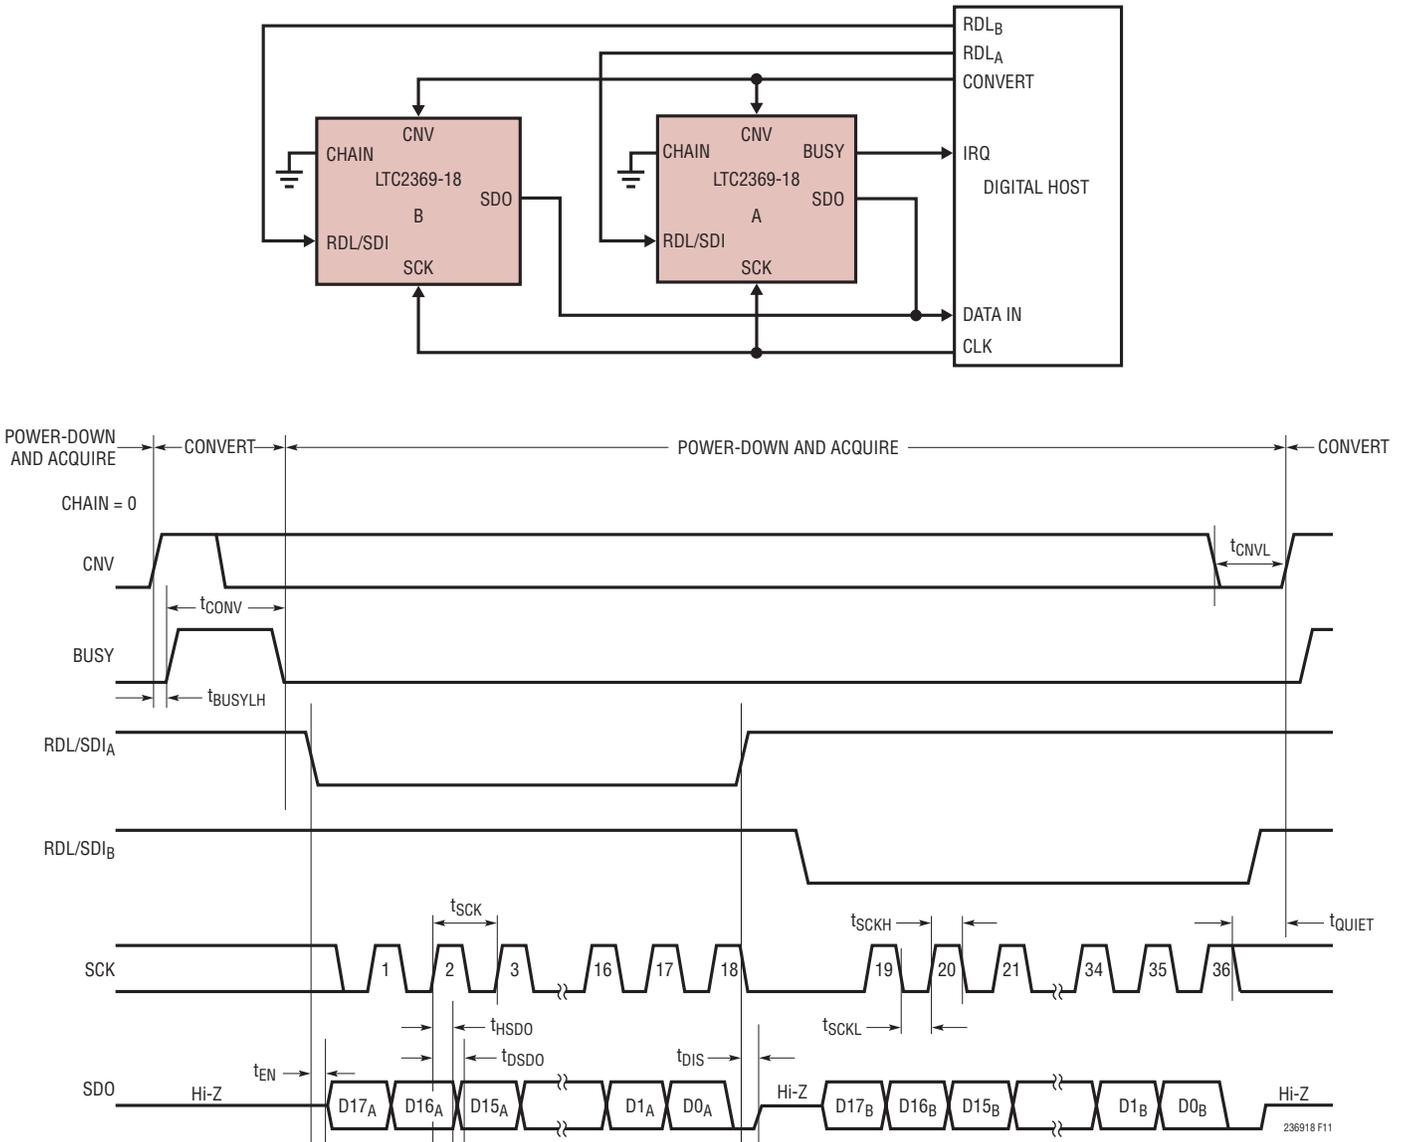 RDLB
RDLA
CONVERT
CNV
CNV
CHAIN
CHAIN
BUSY
IRQ
LTC2369-18
LTC2369-18
DIGITAL HOST
SDO
SDO
B
A
RDL/SDI
RDL/SDI
SCK
SCK
DATA IN
CLK
POWER-DOWN
AND ACQUIRE
CONVERT
POWER-DOWN AND ACQUIRE
CONVERT
CHAIN = 0
CNV
tCNVL
tCONV
BUSY
tBUSYLH
RDL/SDIA
RDL/SDIB
tSCK
tSCKH
tQUIET
SCK
1 2 3 16 17 18 19 20 21 34 35 36
tHSDO
tSCKL
tDSDO
tDIS
tEN
SDO
Hi-Z
D17A D16A D15A D1A D0A
Hi-Z
D17B D16B D15B D1B D0B
Hi-Z
236918 F11